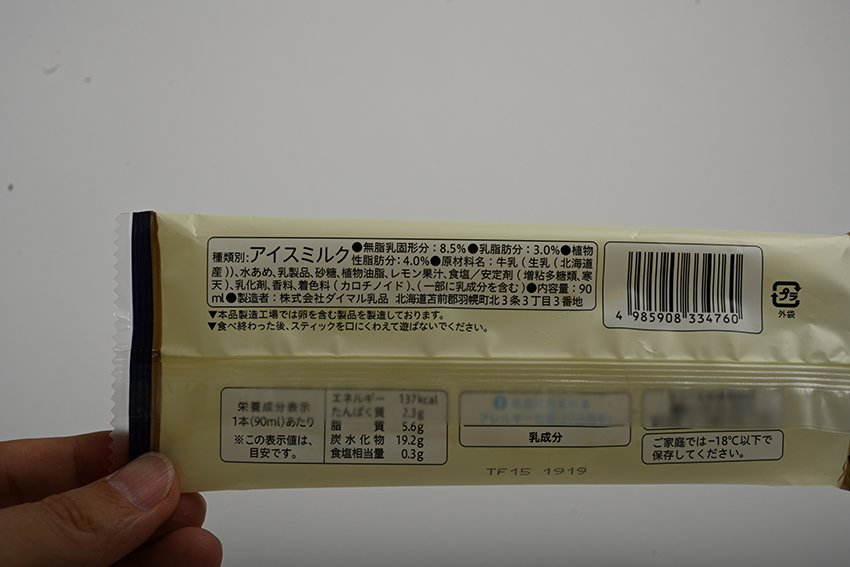 種類別:アイスミルク●無脂乳固形分:8.5%●乳脂肪分:3.0%●植物
性脂肪分:4.0%●原材料名:牛乳(生乳(北海道
産))、水あめ、乳製品、砂糖、植物油脂、レモン果汁、食塩/安定剤(増粘多糖類、寒
天)、乳化剤、香料、着色料(カロチノイド)、(一部に乳成分を含む)●内容量:90
ml●製造者:株式会社ダイマル乳品 北海道苫前郡羽幌町北3条3丁目3番地
▼本品製造工場では卵を含む製品を製造しております。
▼食べ終わった後、スティックを口にくわえて遊ばないでください。
4 985908 334760
プラ
外袋
栄養成分表示
1本(90ml)あたり
※この表示値は、
目安です。
エネルギー 137kcal
たんぱく質 2.3g
脂質 5.6g
炭水化物 19.2g
食塩相当量 0.3g
乳成分
ご家庭では−18℃以下で
保存してください。
TF15 1919